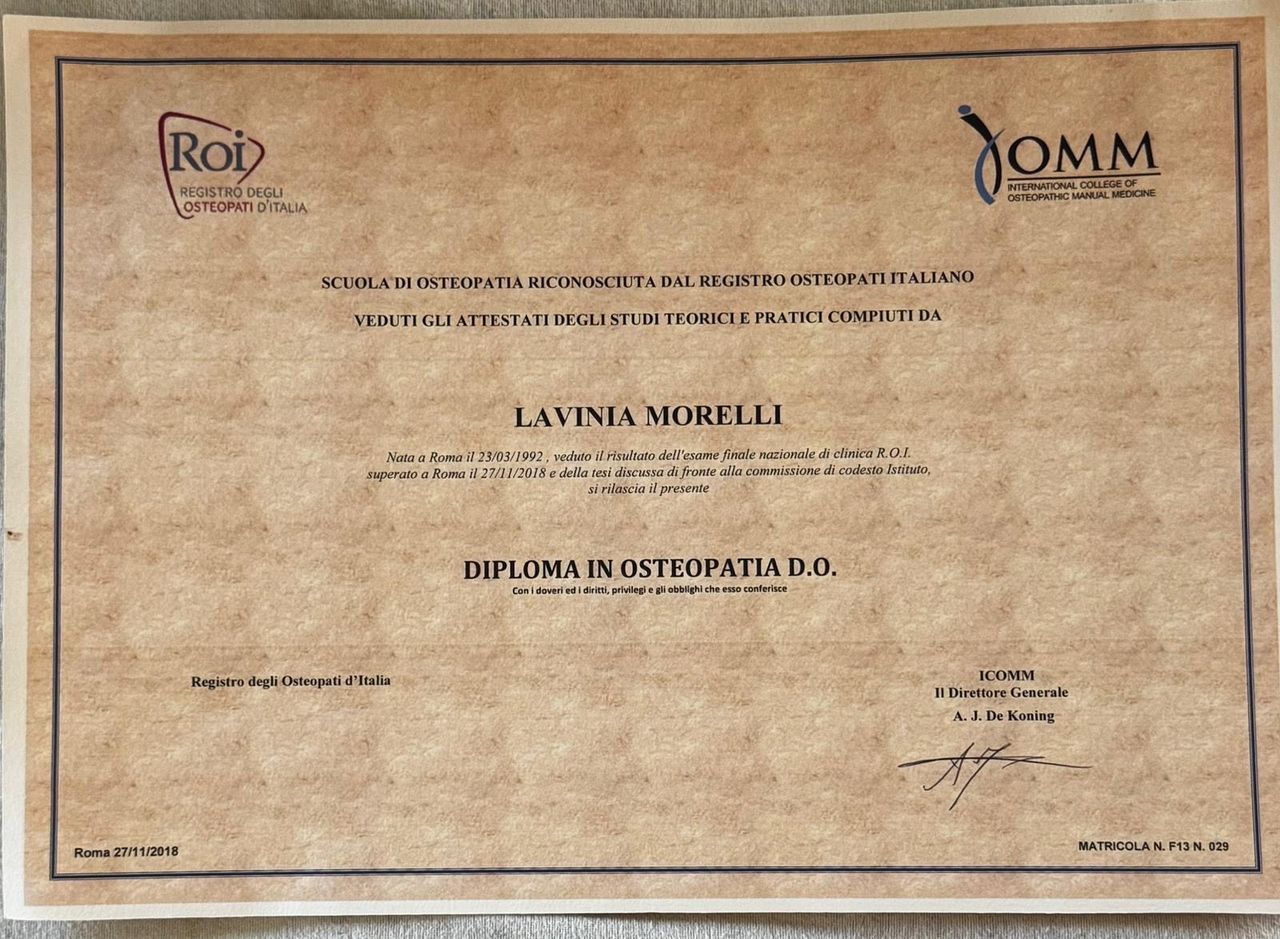 Roi
REGISTRO DEGLI
OSTEOPATI D'ITALIA
ICOMM
INTERNATIONAL COLLEGE OF
OSTEOPATHIC MANUAL MEDICINE
SCUOLA DI OSTEOPATIA RICONOSCIUTA DAL REGISTRO OSTEOPATI ITALIANO
VEDUTI GLI ATTESTATI DEGLI STUDI TEORICI E PRATICI COMPIUTI DA
LAVINIA MORELLI
Nata a Roma il 23/03/1992 , veduto il risultato dell'esame finale nazionale di clinica R.O.I.
superato a Roma il 27/11/2018 e della tesi discussa di fronte alla commissione di codesto Istituto,
si rilascia il presente
DIPLOMA IN OSTEOPATIA D.O.
Con i doveri ed i diritti, privilegi e gli obblighi che esso conferisce
Registro degli Osteopati d'Italia
ICOMM
Il Direttore Generale
A. J. De Koning
Roma 27/11/2018
MATRICOLA N. F13 N. 029